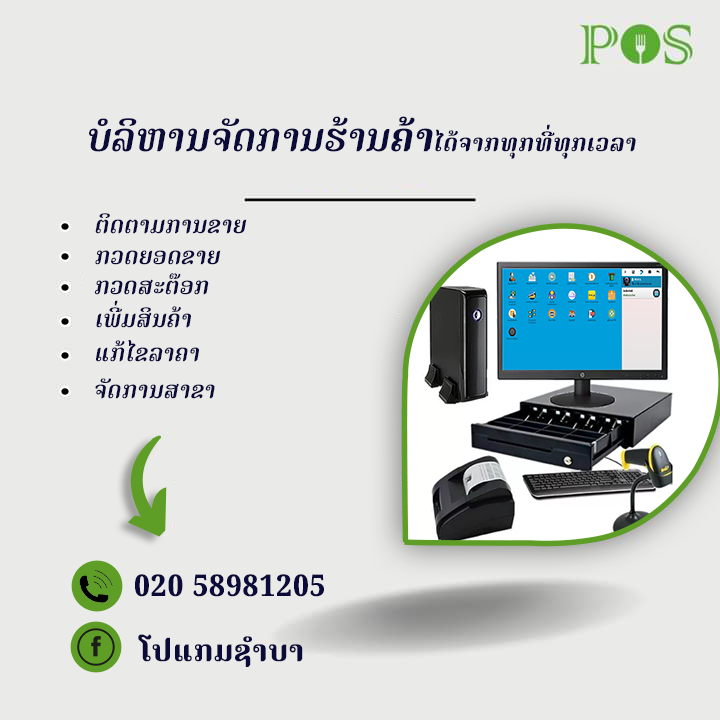 POS
ບໍລິຫານຈັດການຮ້ານຄ້າໄດ້ຈາກທຸກທີ່ທຸກເວລາ
• ຕິດຕາມການຂາຍ
• ກວດຍອດຂາຍ
• ກວດສະຕ໊ອກ
• ເພີ່ມສິນຄ້າ
• ແກ້ໄຂລາຄາ
• ຈັດການສາຂາ
020 58981205
f ໂປແກມຊຳບາ